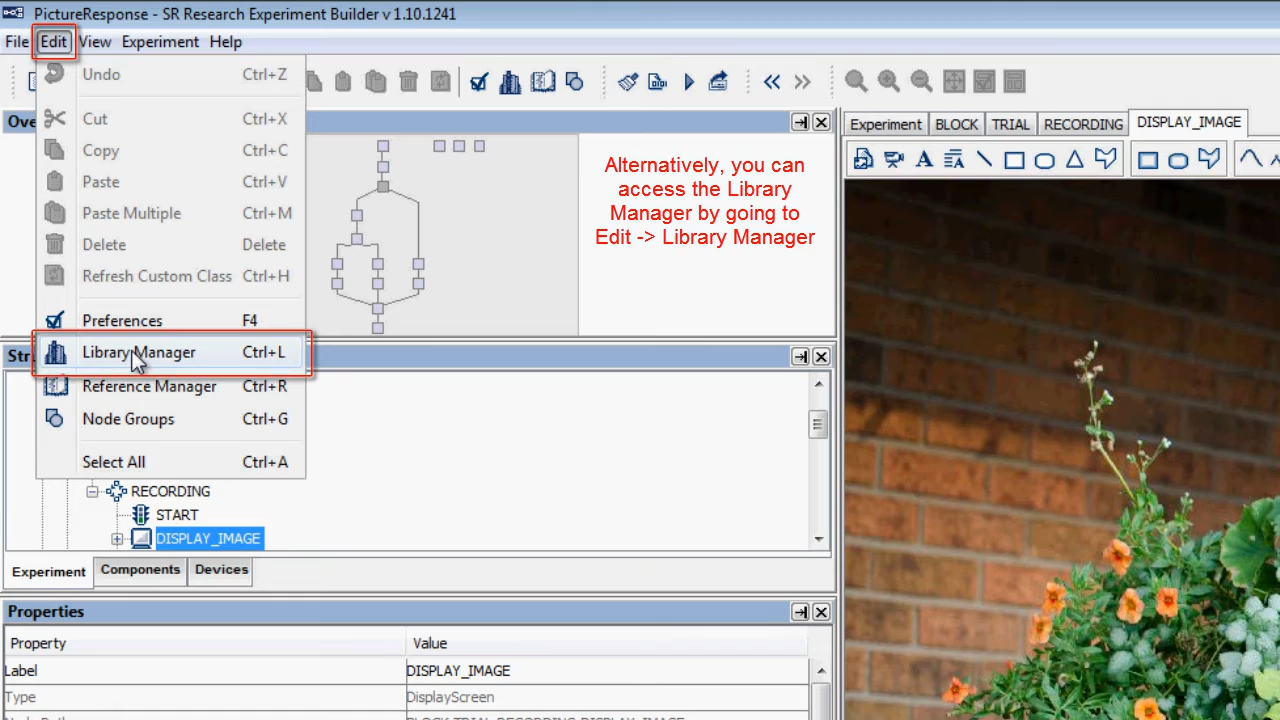 PictureResponse - SR Research Experiment Builder v 1.10.1241
File Edit View Experiment Help
Undo Ctrl+Z
Cut Ctrl+X
Copy Ctrl+C
Paste Ctrl+V
Paste Multiple Ctrl+M
Delete Delete
Refresh Custom Class Ctrl+H
Preferences F4
Library Manager Ctrl+L
Reference Manager Ctrl+R
Node Groups Ctrl+G
Select All Ctrl+A
Alternatively, you can
access the Library
Manager by going to
Edit -> Library Manager
Experiment BLOCK TRIAL RECORDING DISPLAY_IMAGE
RECORDING
START
DISPLAY_IMAGE
Experiment Components Devices
Properties
Property Value
Label DISPLAY_IMAGE
Type DisplayScreen